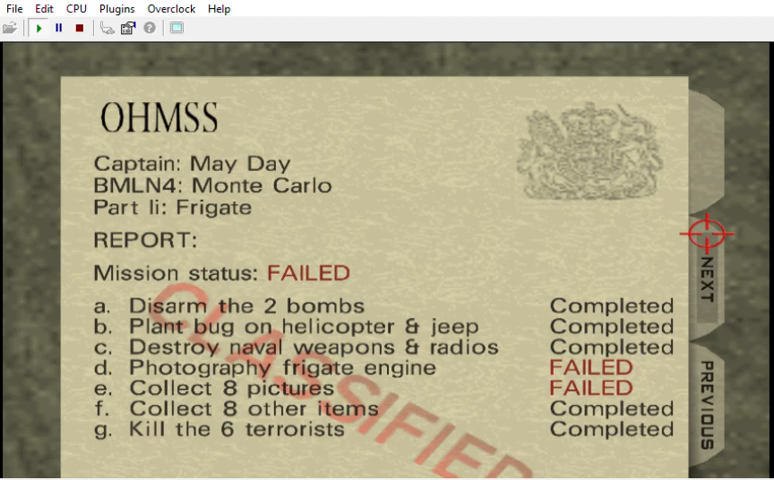 File Edit CPU Plugins Overclock Help
OHMSS
Captain: May Day
BMLN4: Monte Carlo
Part Ii: Frigate
REPORT:
Mission status: FAILED
a. Disarm the 2 bombs Completed
b. Plant bug on helicopter & jeep Completed
c. Destroy naval weapons & radios Completed
d. Photography frigate engine FAILED
e. Collect 8 pictures FAILED
f. Collect 8 other items Completed
g. Kill the 6 terrorists Completed
CLASSIFIED
NEXT
PREVIOUS